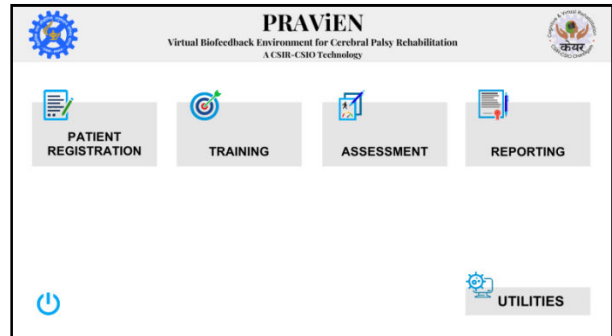 PRAViEN
Virtual Biofeedback Environment for Cerebral Palsy Rehabilitation
A CSIR-CSIO Technology
केयर
PATIENT
REGISTRATION
TRAINING
ASSESSMENT
REPORTING
UTILITIES